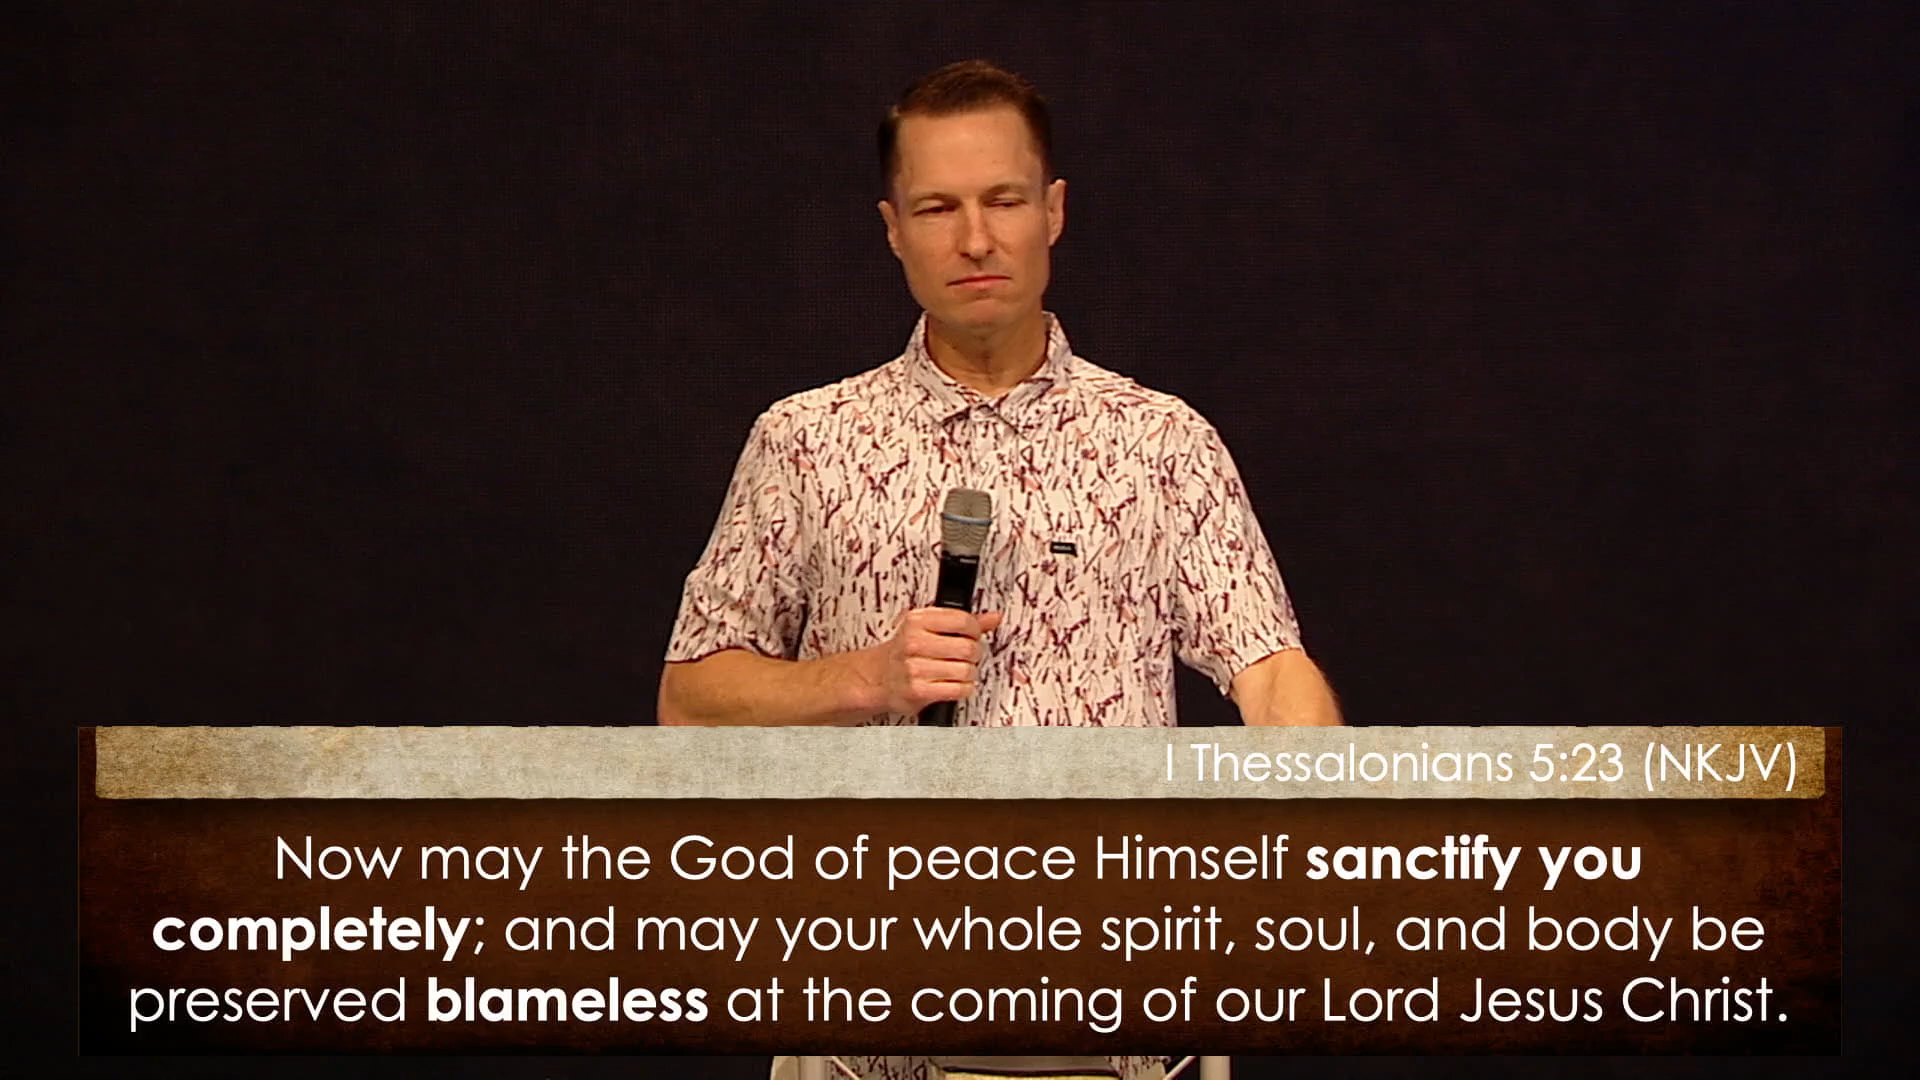 I Thessalonians 5:23 (NKJV)
Now may the God of peace Himself sanctify you
completely; and may your whole spirit, soul, and body be
preserved blameless at the coming of our Lord Jesus Christ.